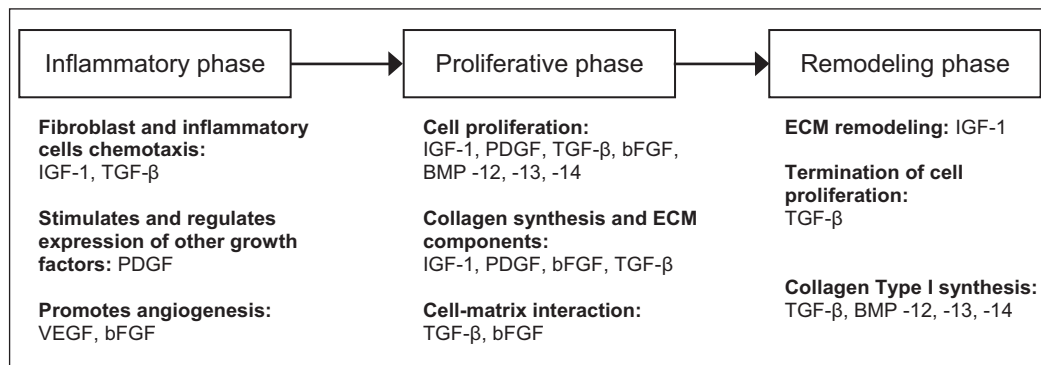 Inflammatory phase
Proliferative phase
Remodeling phase
Fibroblast and inflammatory
cells chemotaxis:
IGF-1, TGF-β
Stimulates and regulates
expression of other growth
factors: PDGF
Promotes angiogenesis:
VEGF, bFGF
Cell proliferation:
IGF-1, PDGF, TGF-β, bFGF,
BMP -12, -13, -14
Collagen synthesis and ECM
components:
IGF-1, PDGF, bFGF, TGF-β
Cell-matrix interaction:
TGF-β, bFGF
ECM remodeling: IGF-1
Termination of cell
proliferation:
TGF-β
Collagen Type I synthesis:
TGF-β, BMP -12, -13, -14